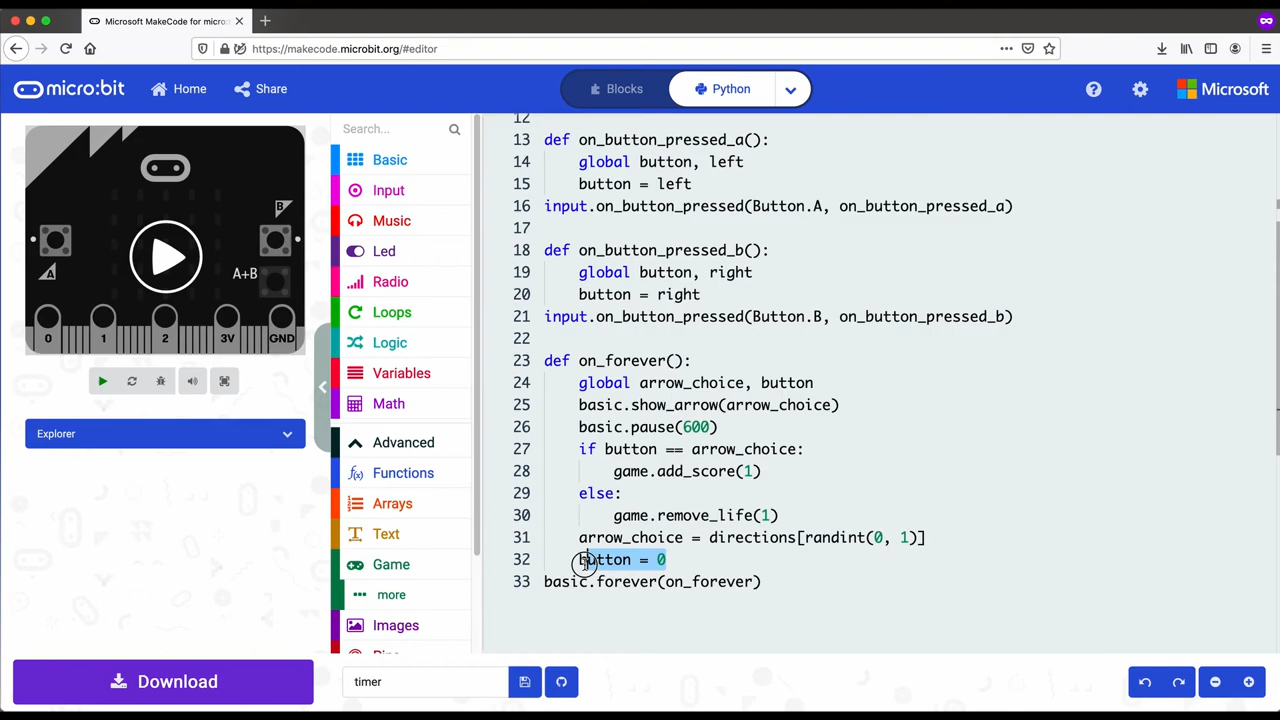 Microsoft MakeCode for micro:
https://makecode.microbit.org/#editor
micro:bit
Home
Share
Blocks
Python
Microsoft
B
A
A+B
0
1
2
3V
GND
Explorer
Download
Search...
Basic
Input
Music
Led
Radio
Loops
Logic
Variables
Math
Advanced
Functions
Arrays
Text
Game
more
Images
12
13 def on_button_pressed_a():
14 global button, left
15 button = left
16 input.on_button_pressed(Button.A, on_button_pressed_a)
17
18 def on_button_pressed_b():
19 global button, right
20 button = right
21 input.on_button_pressed(Button.B, on_button_pressed_b)
22
23 def on_forever():
24 global arrow_choice, button
25 basic.show_arrow(arrow_choice)
26 basic.pause(600)
27 if button == arrow_choice:
28 game.add_score(1)
29 else:
30 game.remove_life(1)
31 arrow_choice = directions[randint(0, 1)]
32 button = 0
33 basic.forever(on_forever)
timer